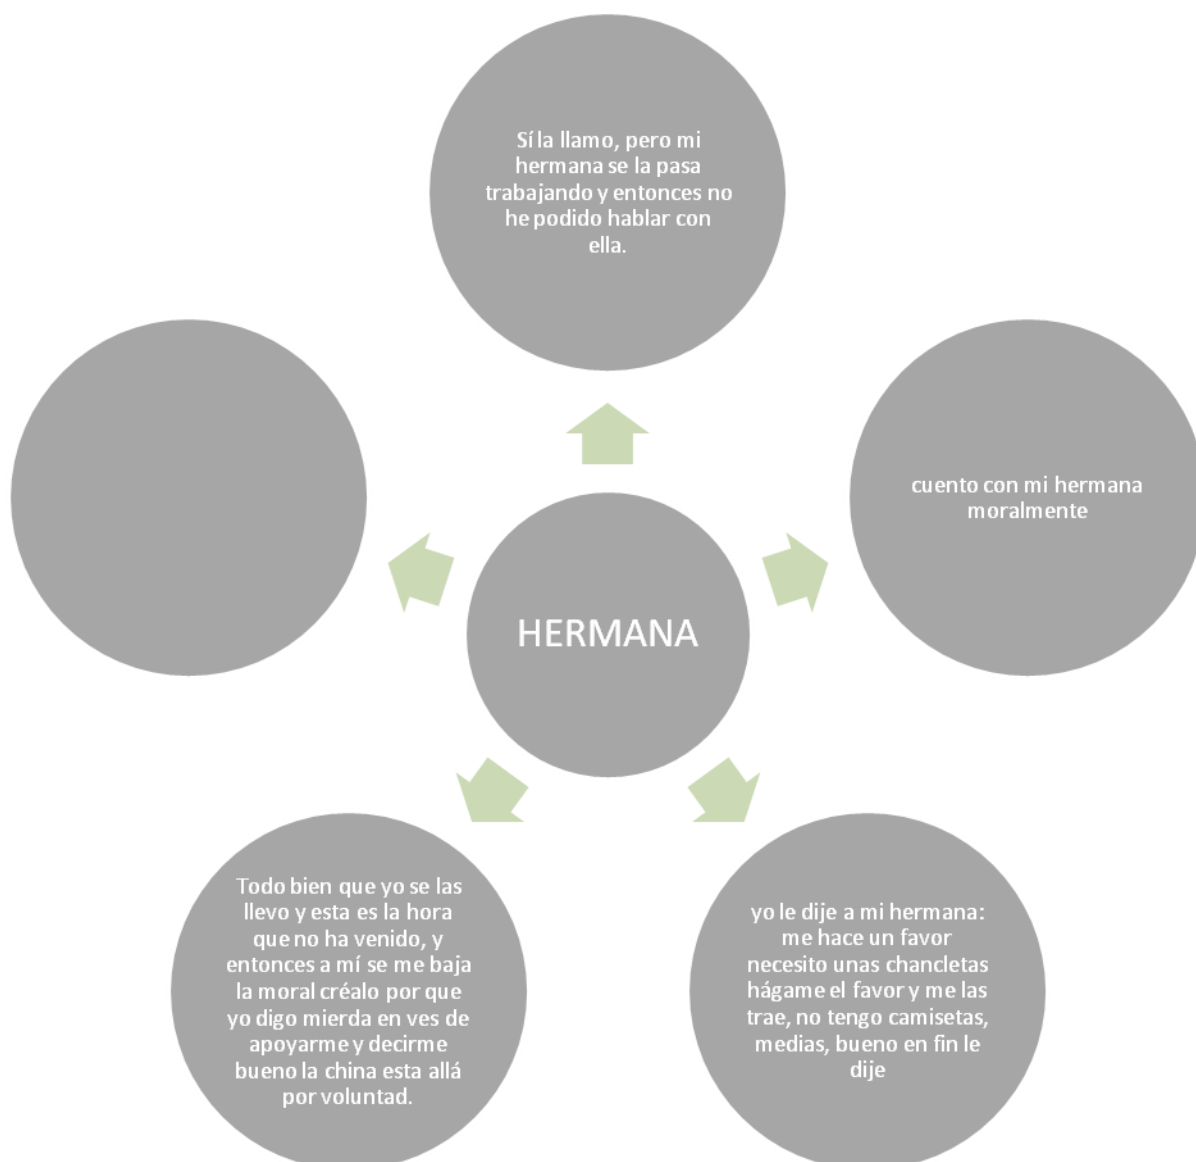 Sí la llamo, pero mi
hermana se la pasa
trabajando y entonces no
he podido hablar con
ella.
cuento con mi hermana
moralmente
HERMANA
Todo bien que yo se las
llevo y esta es la hora
que no ha venido, y
entonces a mí se me baja
la moral créalo por que
yo digo mierda en ves de
apoyarme y decirme
bueno la china esta allá
por voluntad.
yo le dije a mi hermana:
me hace un favor
necesito unas chancletas
hágame el favor y me las
trae, no tengo camisetas,
medias, bueno en fin le
dije